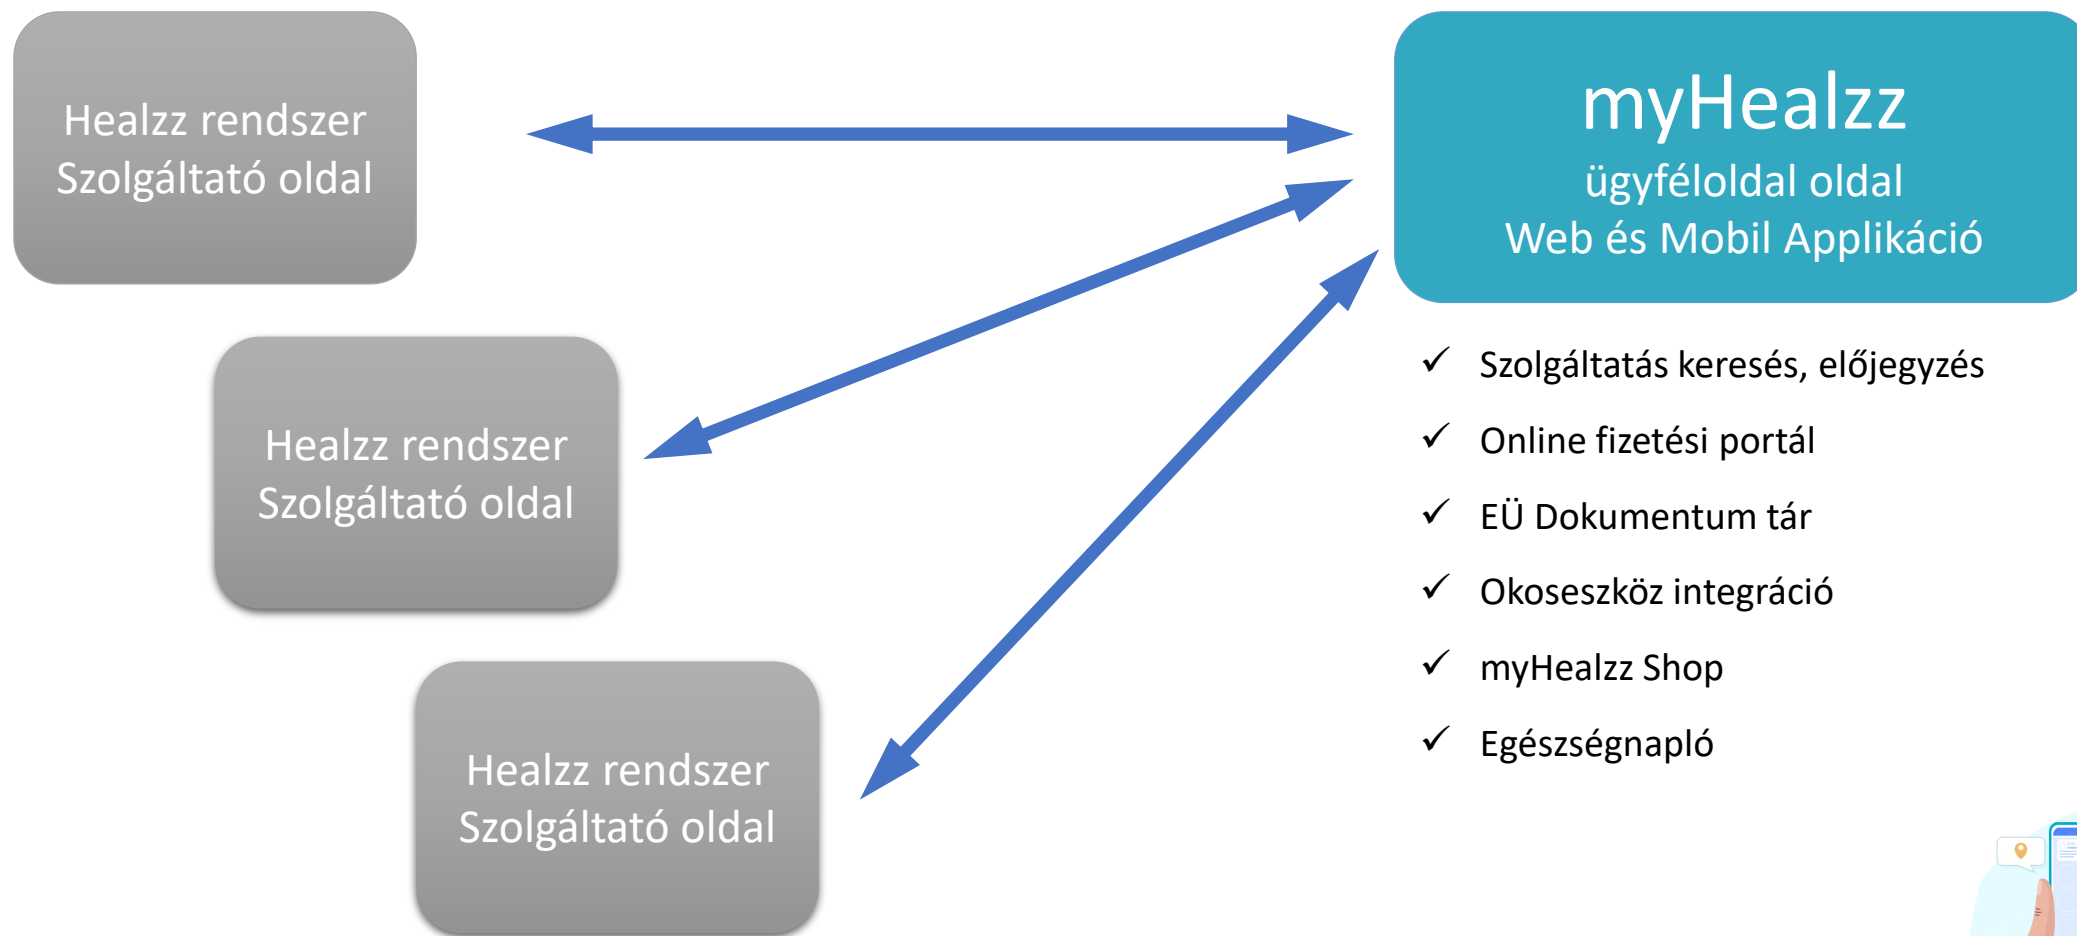 Healzz rendszer
Szolgáltató oldal
myHealzz
ügyféloldal oldal
Web és Mobil Applikáció
Healzz rendszer
Szolgáltató oldal
Healzz rendszer
Szolgáltató oldal
Szolgáltatás keresés, előjegyzés
Online fizetési portál
EÜ Dokumentum tár
Okoseszköz integráció
myHealzz Shop
Egészségnapló